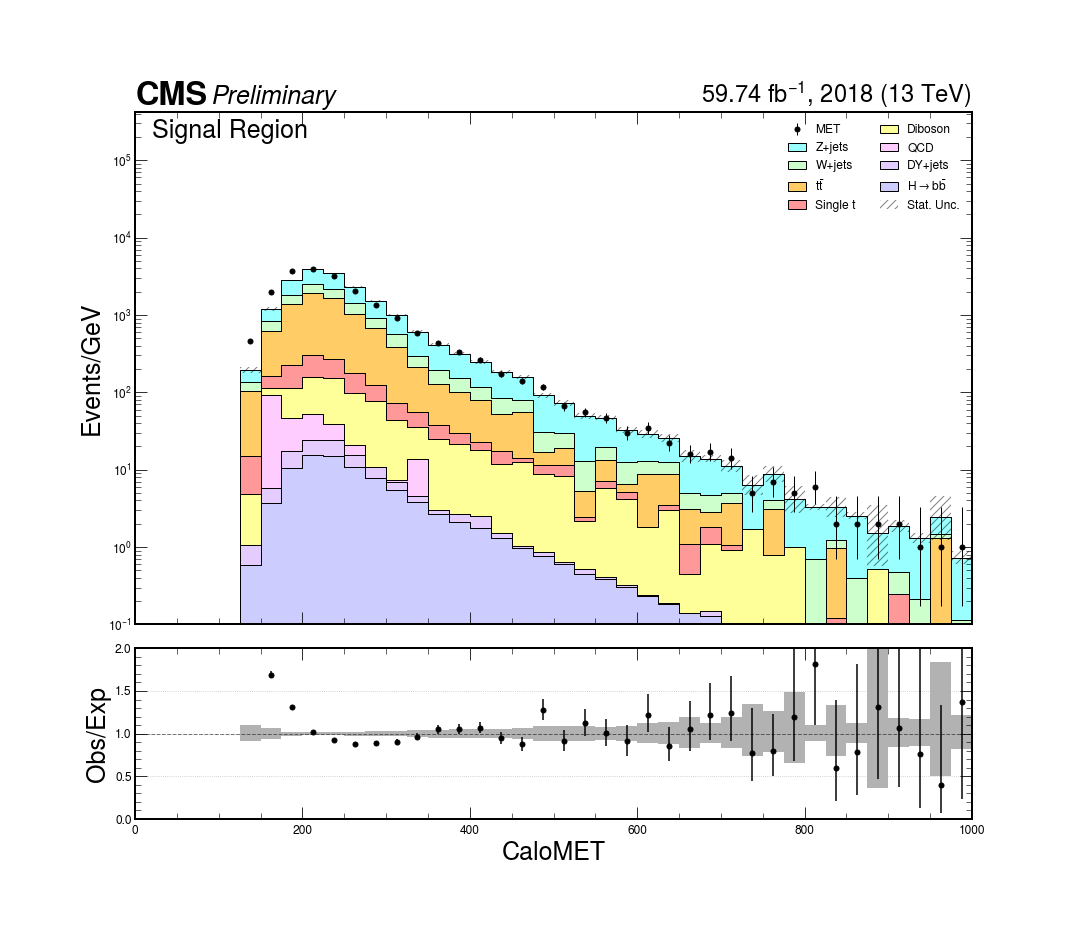 CMS Preliminary 59.74 fb⁻¹, 2018 (13 TeV)
Signal Region
MET Diboson
Z+jets QCD
W+jets DY+jets
tt̄ H→bb̄
Single t Stat. Unc.
10⁵
10⁴
10³
10²
10¹
10⁰
10⁻¹
Events/GeV
2.0
1.5
1.0
0.5
0.0
Obs/Exp
0 200 400 600 800 1000
CaloMET